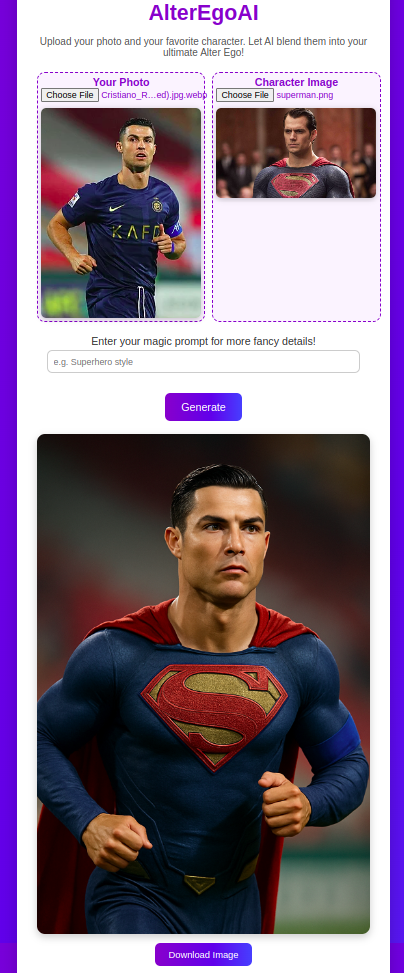 AlterEgoAI
Upload your photo and your favorite character. Let AI blend them into your
ultimate Alter Ego!
Your Photo
Choose File Cristiano_R...ed).jpg.webp
KAFD
Character Image
Choose File superman.png
S
Enter your magic prompt for more fancy details!
e.g. Superhero style
Generate
S
Download Image